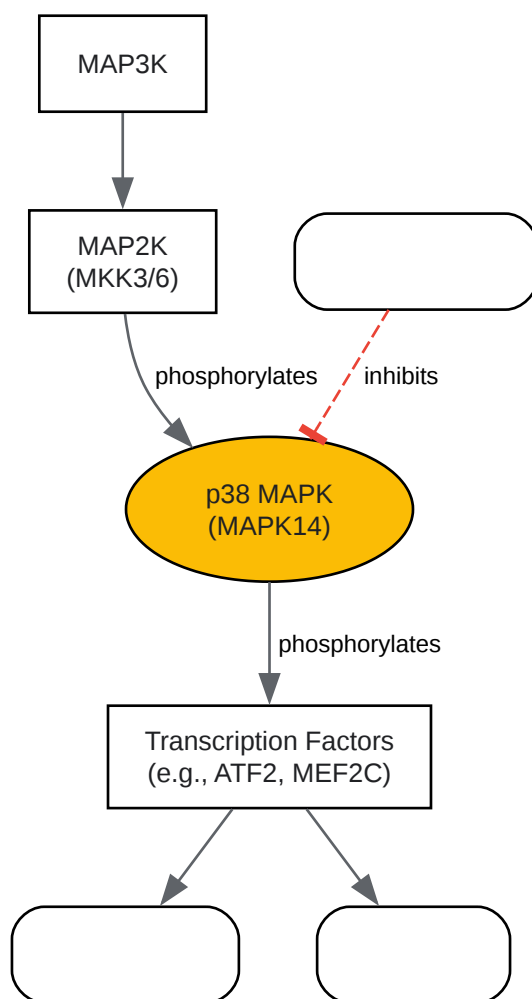 MAP3K
MAP2K
(MKK3/6)
phosphorylates
inhibits
p38 MAPK
(MAPK14)
phosphorylates
Transcription Factors
(e.g., ATF2, MEF2C)